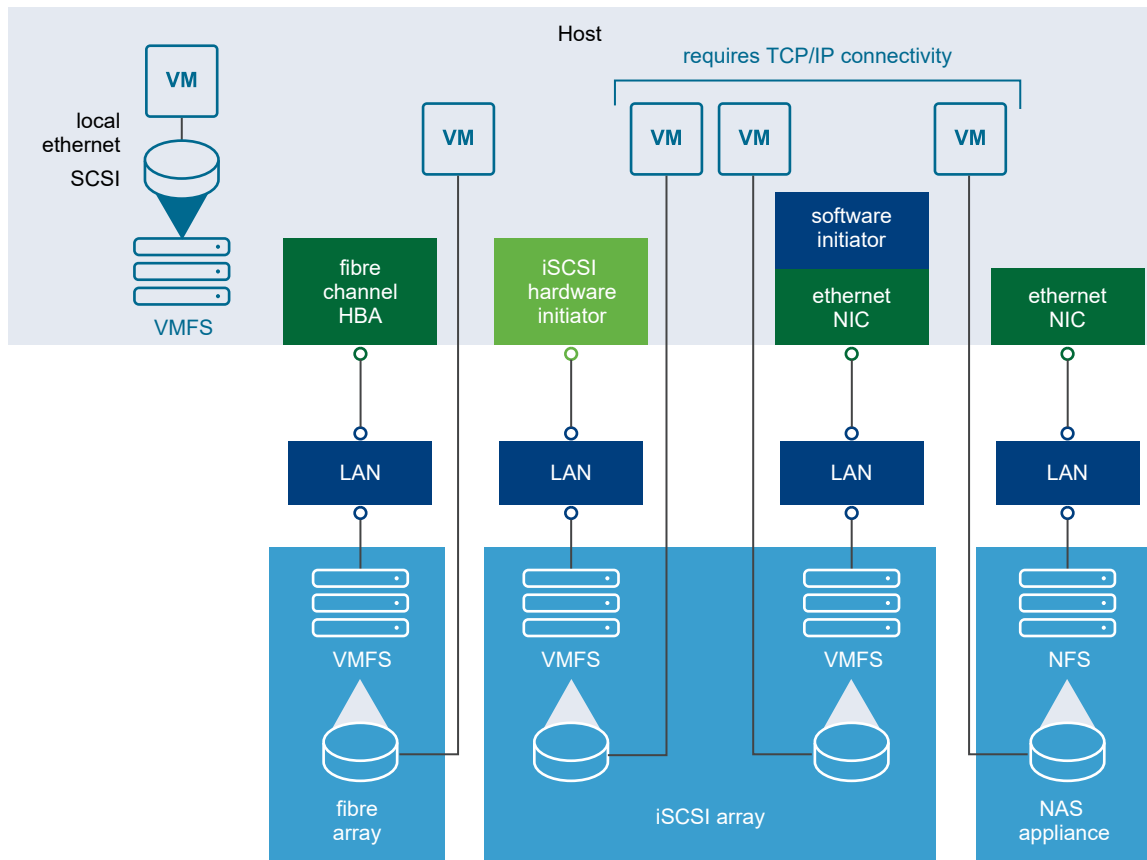 Host
requires TCP/IP connectivity
VM
local
ethernet
SCSI
VMFS
VM
VM
VM
VM
fibre
channel
HBA
iSCSI
hardware
initiator
software
initiator
ethernet
NIC
ethernet
NIC
LAN
LAN
LAN
LAN
VMFS
VMFS
VMFS
NFS
fibre
array
iSCSI array
NAS
appliance